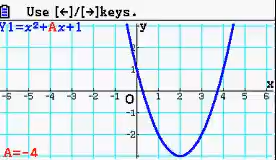 Use [←]/[→]keys.
Y1=x²+Ax+1
y
x
-6 -5 -4 -3 -2 -1 O 1 2 3 4 5 6
3
2
1
-1
-2
A=-4